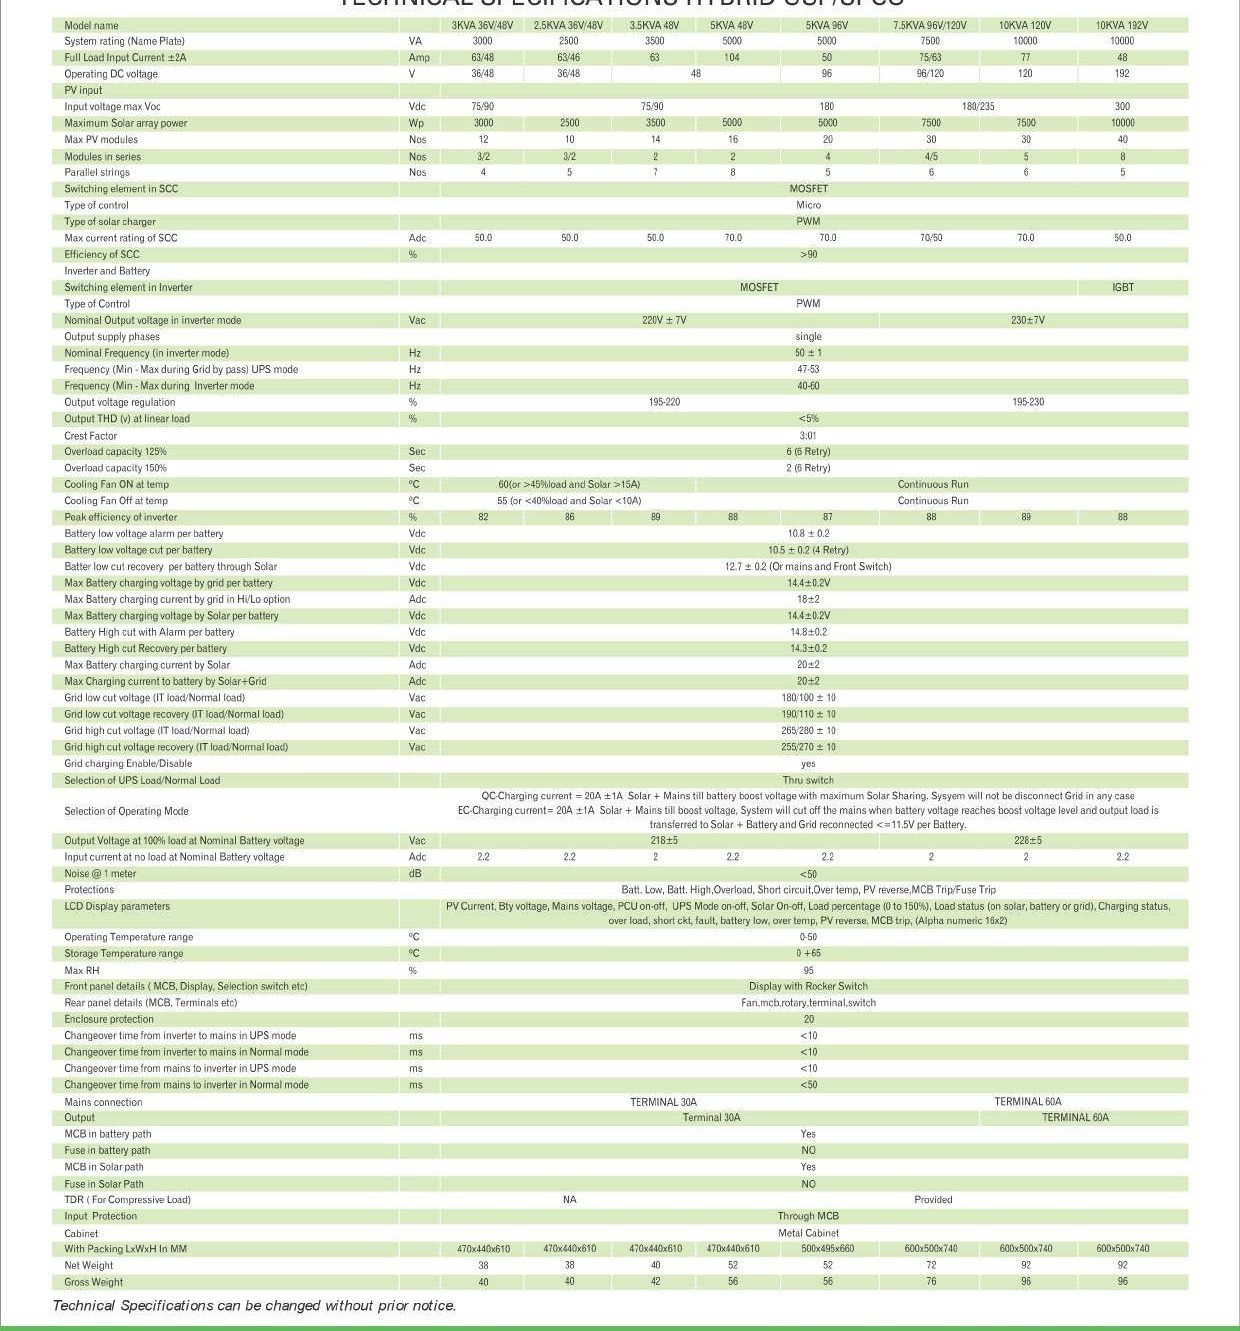 TECHNICAL SPECIFICATIONS HYBRID
Model name 3KVA 36V/48V 2.5KVA 36V/48V 3.5KVA 48V 5KVA 48V 5KVA 96V 7.5KVA 96V/120V 10KVA 120V 10KVA 192V
System rating (Name Plate) VA 3000 2500 3500 5000 5000 7500 10000 10000
Full Load Input Current ±2A Amp 63/48 63/46 63 104 50 75/63 77 48
Operating DC voltage V 36/48 36/48 48 96 96/120 120 192
PV input
Input voltage max Voc Vdc 75/90 75/90 180 180/235 300
Maximum Solar array power Wp 3000 2500 3500 5000 5000 7500 7500 10000
Max PV modules Nos 12 10 14 16 20 30 30 40
Modules in series Nos 3/2 3/2 2 2 4 4/5 5 8
Parallel strings Nos 4 5 7 8 5 6 6 5
Switching element in SCC MOSFET
Type of control Micro
Type of solar charger PWM
Max current rating of SCC Adc 50.0 50.0 50.0 70.0 70.0 70/50 70.0 50.0
Efficiency of SCC % >90
Inverter and Battery
Switching element in Inverter MOSFET IGBT
Type of Control PWM
Nominal Output voltage in inverter mode Vac 220V ± 7V 230±7V
Output supply phases single
Nominal Frequency (in inverter mode) Hz 50 ± 1
Frequency (Min - Max during Grid by pass) UPS mode Hz 47-53
Frequency (Min - Max during Inverter mode Hz 40-60
Output voltage regulation % 195-220 195-230
Output THD (v) at linear load % <5%
Crest Factor 3:01
Overload capacity 125% Sec 6 (6 Retry)
Overload capacity 150% Sec 2 (6 Retry)
Cooling Fan ON at temp ºC 60(or >45%load and Solar >15A) Continuous Run
Cooling Fan Off at temp ºC 55 (or <40%load and Solar <10A) Continuous Run
Peak efficiency of inverter % 82 86 89 88 87 88 89 88
Battery low voltage alarm per battery Vdc 10.8 ± 0.2
Battery low voltage cut per battery Vdc 10.5 ± 0.2 (4 Retry)
Batter low cut recovery per battery through Solar Vdc 12.7 ± 0.2 (Or mains and Front Switch)
Max Battery charging voltage by grid per battery Vdc 14.4±0.2V
Max Battery charging current by grid in Hi/Lo option Adc 18±2
Max Battery charging voltage by Solar per battery Vdc 14.4±0.2V
Battery High cut with Alarm per battery Vdc 14.8±0.2
Battery High cut Recovery per battery Vdc 14.3±0.2
Max Battery charging current by Solar Adc 20±2
Max Charging current to battery by Solar+Grid Adc 20±2
Grid low cut voltage (IT load/Normal load) Vac 180/100 ± 10
Grid low cut voltage recovery (IT load/Normal load) Vac 190/110 ± 10
Grid high cut voltage (IT load/Normal load) Vac 265/280 ± 10
Grid high cut voltage recovery (IT load/Normal load) Vac 255/270 ± 10
Grid charging Enable/Disable yes
Selection of UPS Load/Normal Load Thru switch
QC-Charging current = 20A ±1A Solar + Mains till battery boost voltage with maximum Solar Sharing. Sysyem will not be disconnect Grid in any case
Selection of Operating Mode EC-Charging current= 20A ±1A Solar + Mains till boost voltage, System will cut off the mains when battery voltage reaches boost voltage level and output load is
transferred to Solar + Battery and Grid reconnected <=11.5V per Battery.
Output Voltage at 100% load at Nominal Battery voltage Vac 218±5 228±5
Input current at no load at Nominal Battery voltage Adc 2.2 2.2 2 2.2 2.2 2 2 2.2
Noise @ 1 meter dB <50
Protections Batt. Low, Batt. High,Overload, Short circuit,Over temp, PV reverse,MCB Trip/Fuse Trip
LCD Display parameters PV Current, Bty voltage, Mains voltage, PCU on-off, UPS Mode on-off, Solar On-off, Load percentage (0 to 150%), Load status (on solar, battery or grid), Charging status,
over load, short ckt, fault, battery low, over temp, PV reverse, MCB trip, (Alpha numeric 16x2)
Operating Temperature range ºC 0-50
Storage Temperature range ºC 0 +65
Max RH % 95
Front panel details ( MCB, Display, Selection switch etc) Display with Rocker Switch
Rear panel details (MCB, Terminals etc) Fan,mcb,rotary,terminal,switch
Enclosure protection 20
Changeover time from inverter to mains in UPS mode ms <10
Changeover time from inverter to mains in Normal mode ms <10
Changeover time from mains to inverter in UPS mode ms <10
Changeover time from mains to inverter in Normal mode ms <50
Mains connection TERMINAL 30A TERMINAL 60A
Output Terminal 30A TERMINAL 60A
MCB in battery path Yes
Fuse in battery path NO
MCB in Solar path Yes
Fuse in Solar Path NO
TDR ( For Compressive Load) NA Provided
Input Protection Through MCB
Cabinet Metal Cabinet
With Packing LxWxH In MM 470x440x610 470x440x610 470x440x610 470x440x610 500x495x660 600x500x740 600x500x740 600x500x740
Net Weight 38 38 40 52 52 72 92 92
Gross Weight 40 40 42 56 56 76 96 96
Technical Specifications can be changed without prior notice.